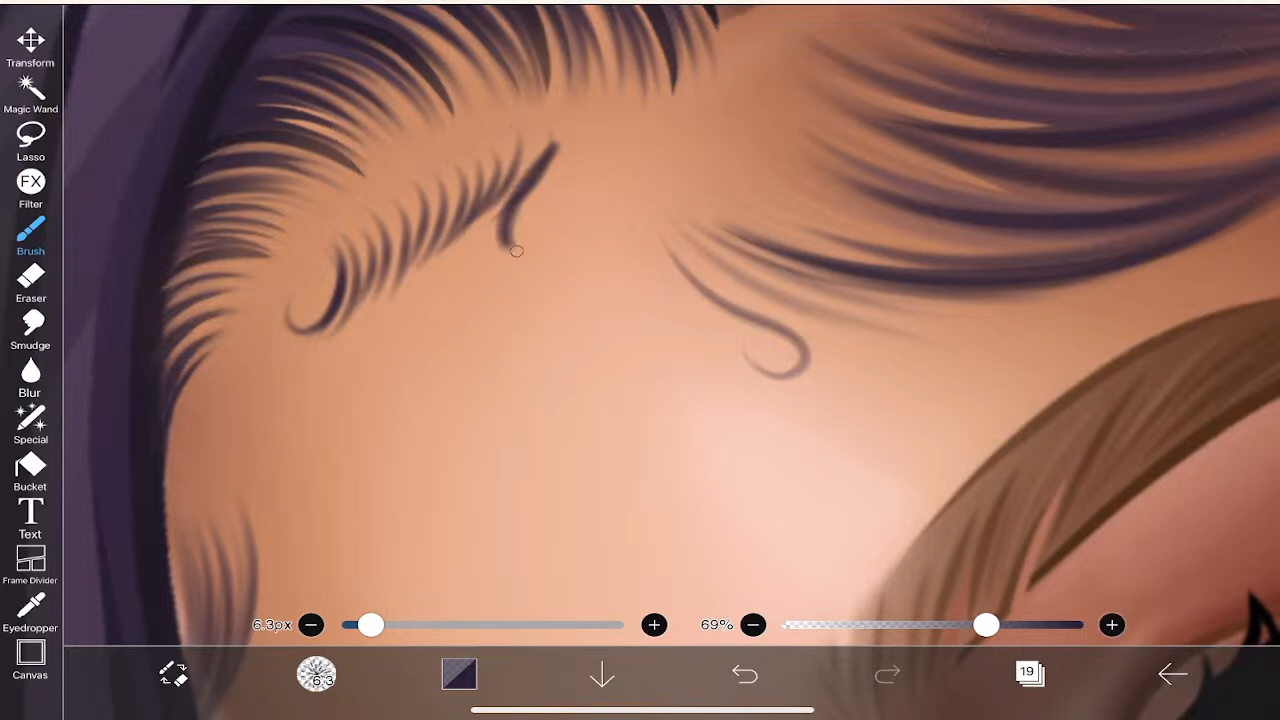 Transform
Magic Wand
Lasso
FX
Filter
Brush
Eraser
Smudge
Blur
Special
Bucket
T
Text
Frame Divider
Eyedropper
Canvas
6.3px
69%
6.3
19